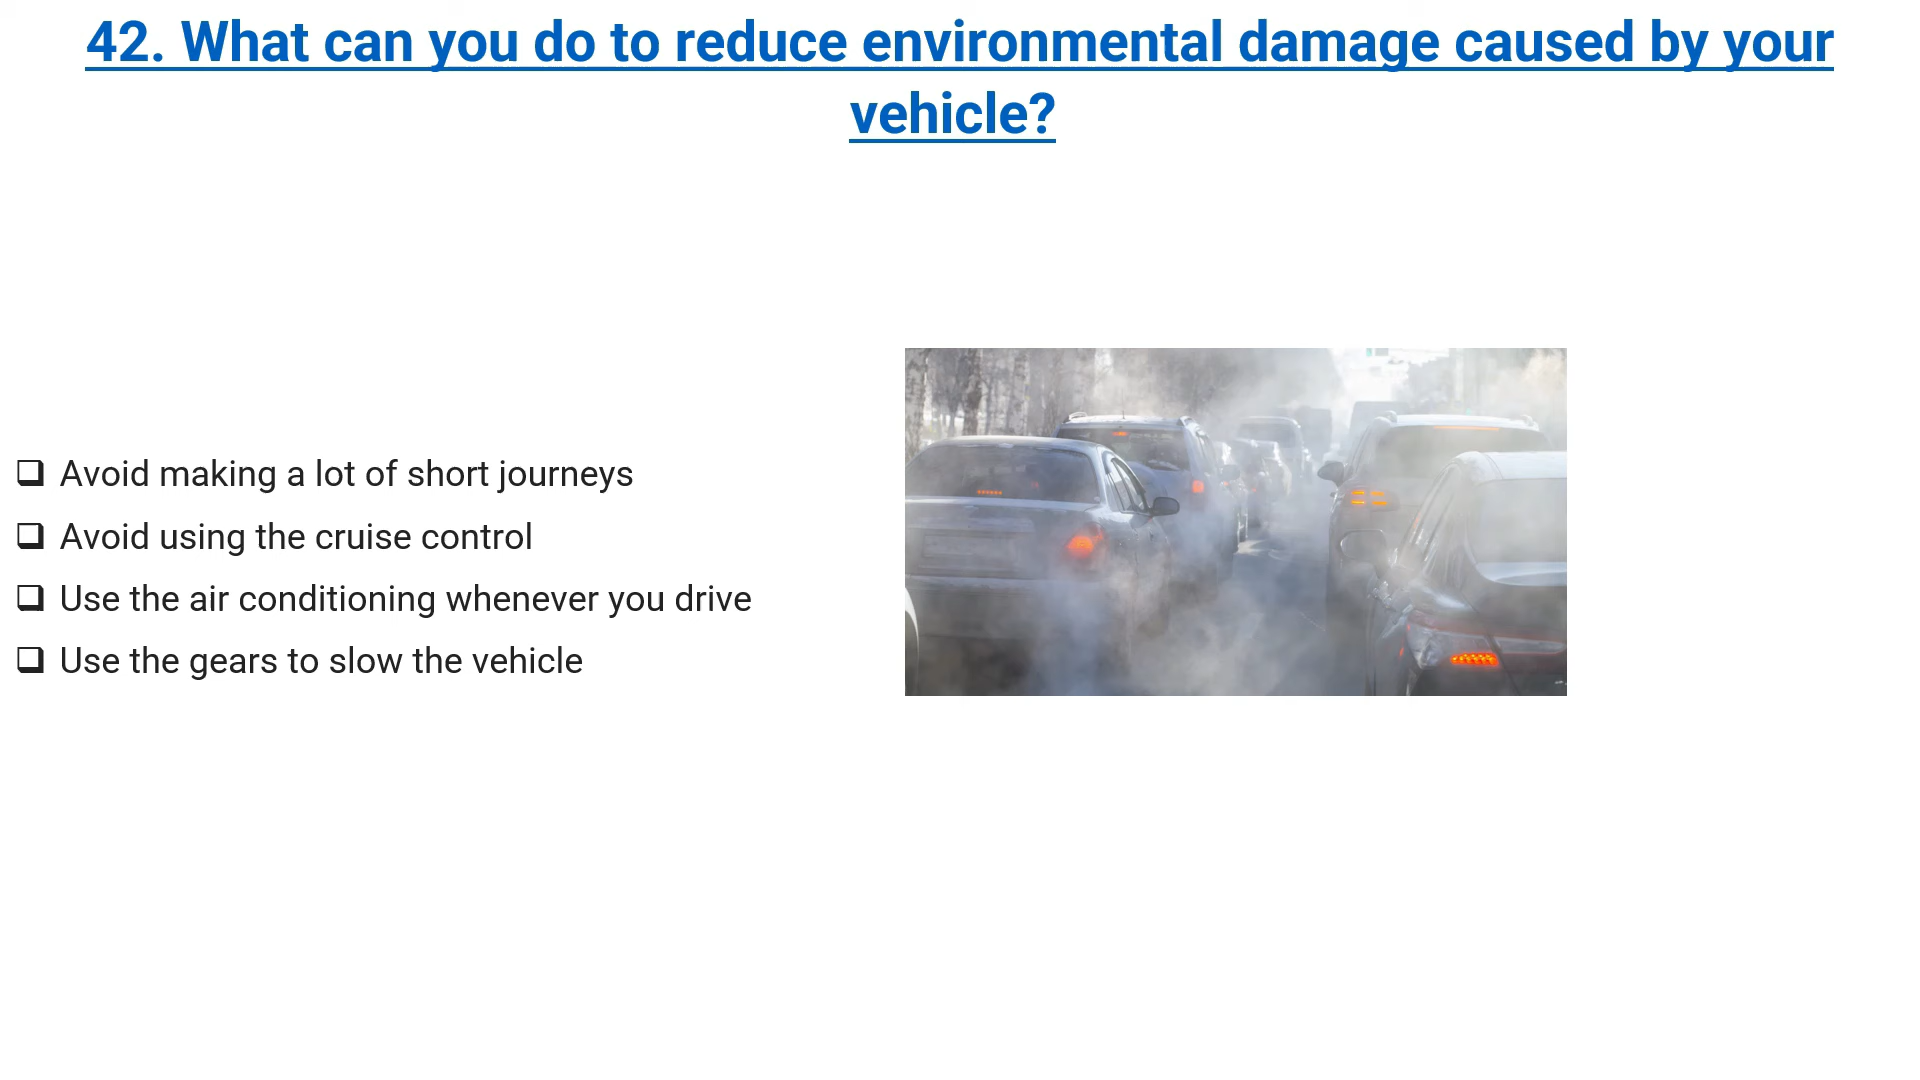 42. What can you do to reduce environmental damage caused by your
vehicle?
Avoid making a lot of short journeys
Avoid using the cruise control
Use the air conditioning whenever you drive
Use the gears to slow the vehicle